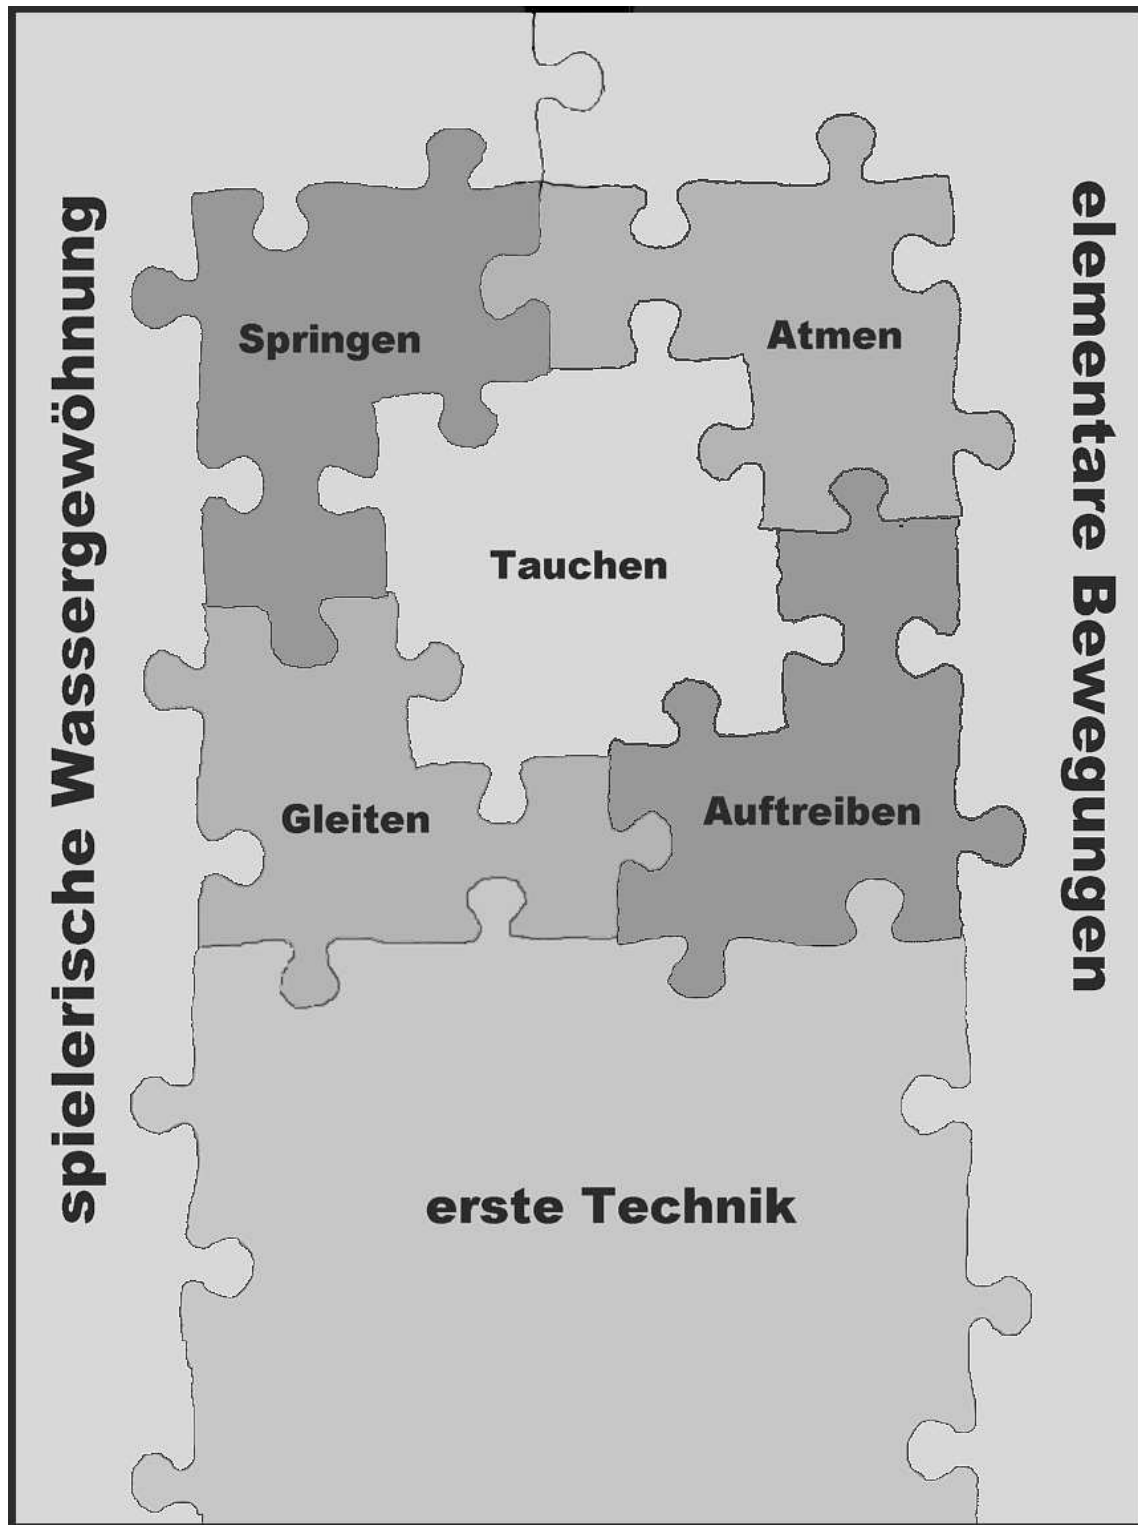 spielerische Wassergewöhnung
elementare Bewegungen
Springen
Atmen
Tauchen
Gleiten
Auftreiben
erste Technik